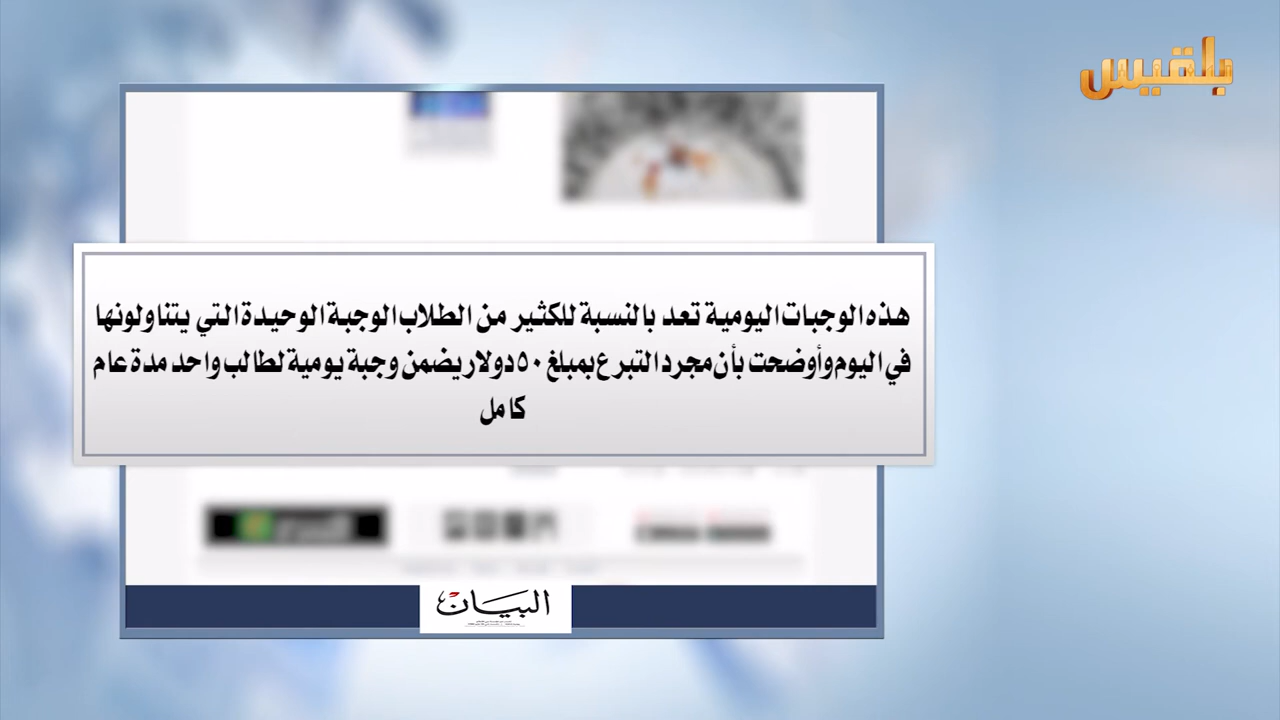 بلقيس
هذه الوجبات اليومية تعد بالنسبة للكثير من الطلاب الوجبة الوحيدة التي يتناولونها
في اليوم وأوضحت بأن مجرد التبرع بمبلغ ٥٠ دولار يضمن وجبة يومية لطالب واحد مدة عام
كامل
البيان